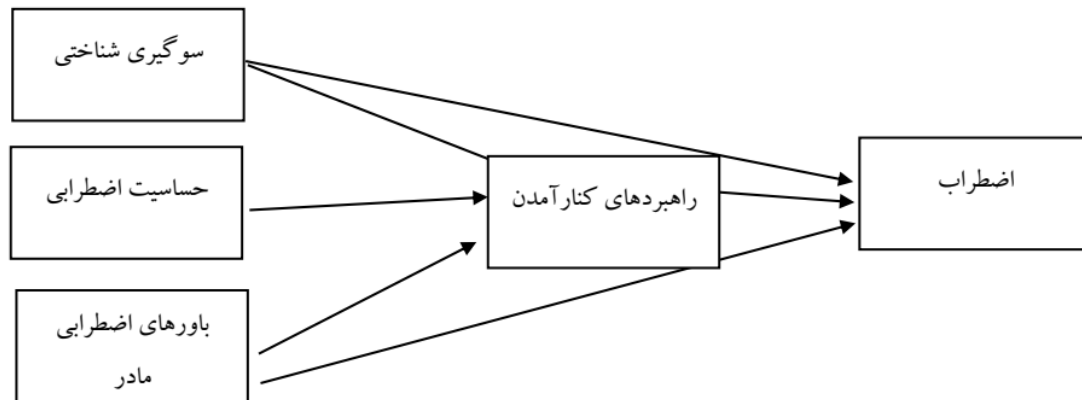 سوگیری شناختی
حساسیت اضطرابی
باورهای اضطرابی
مادر
راهبردهای کنارآمدن
اضطراب